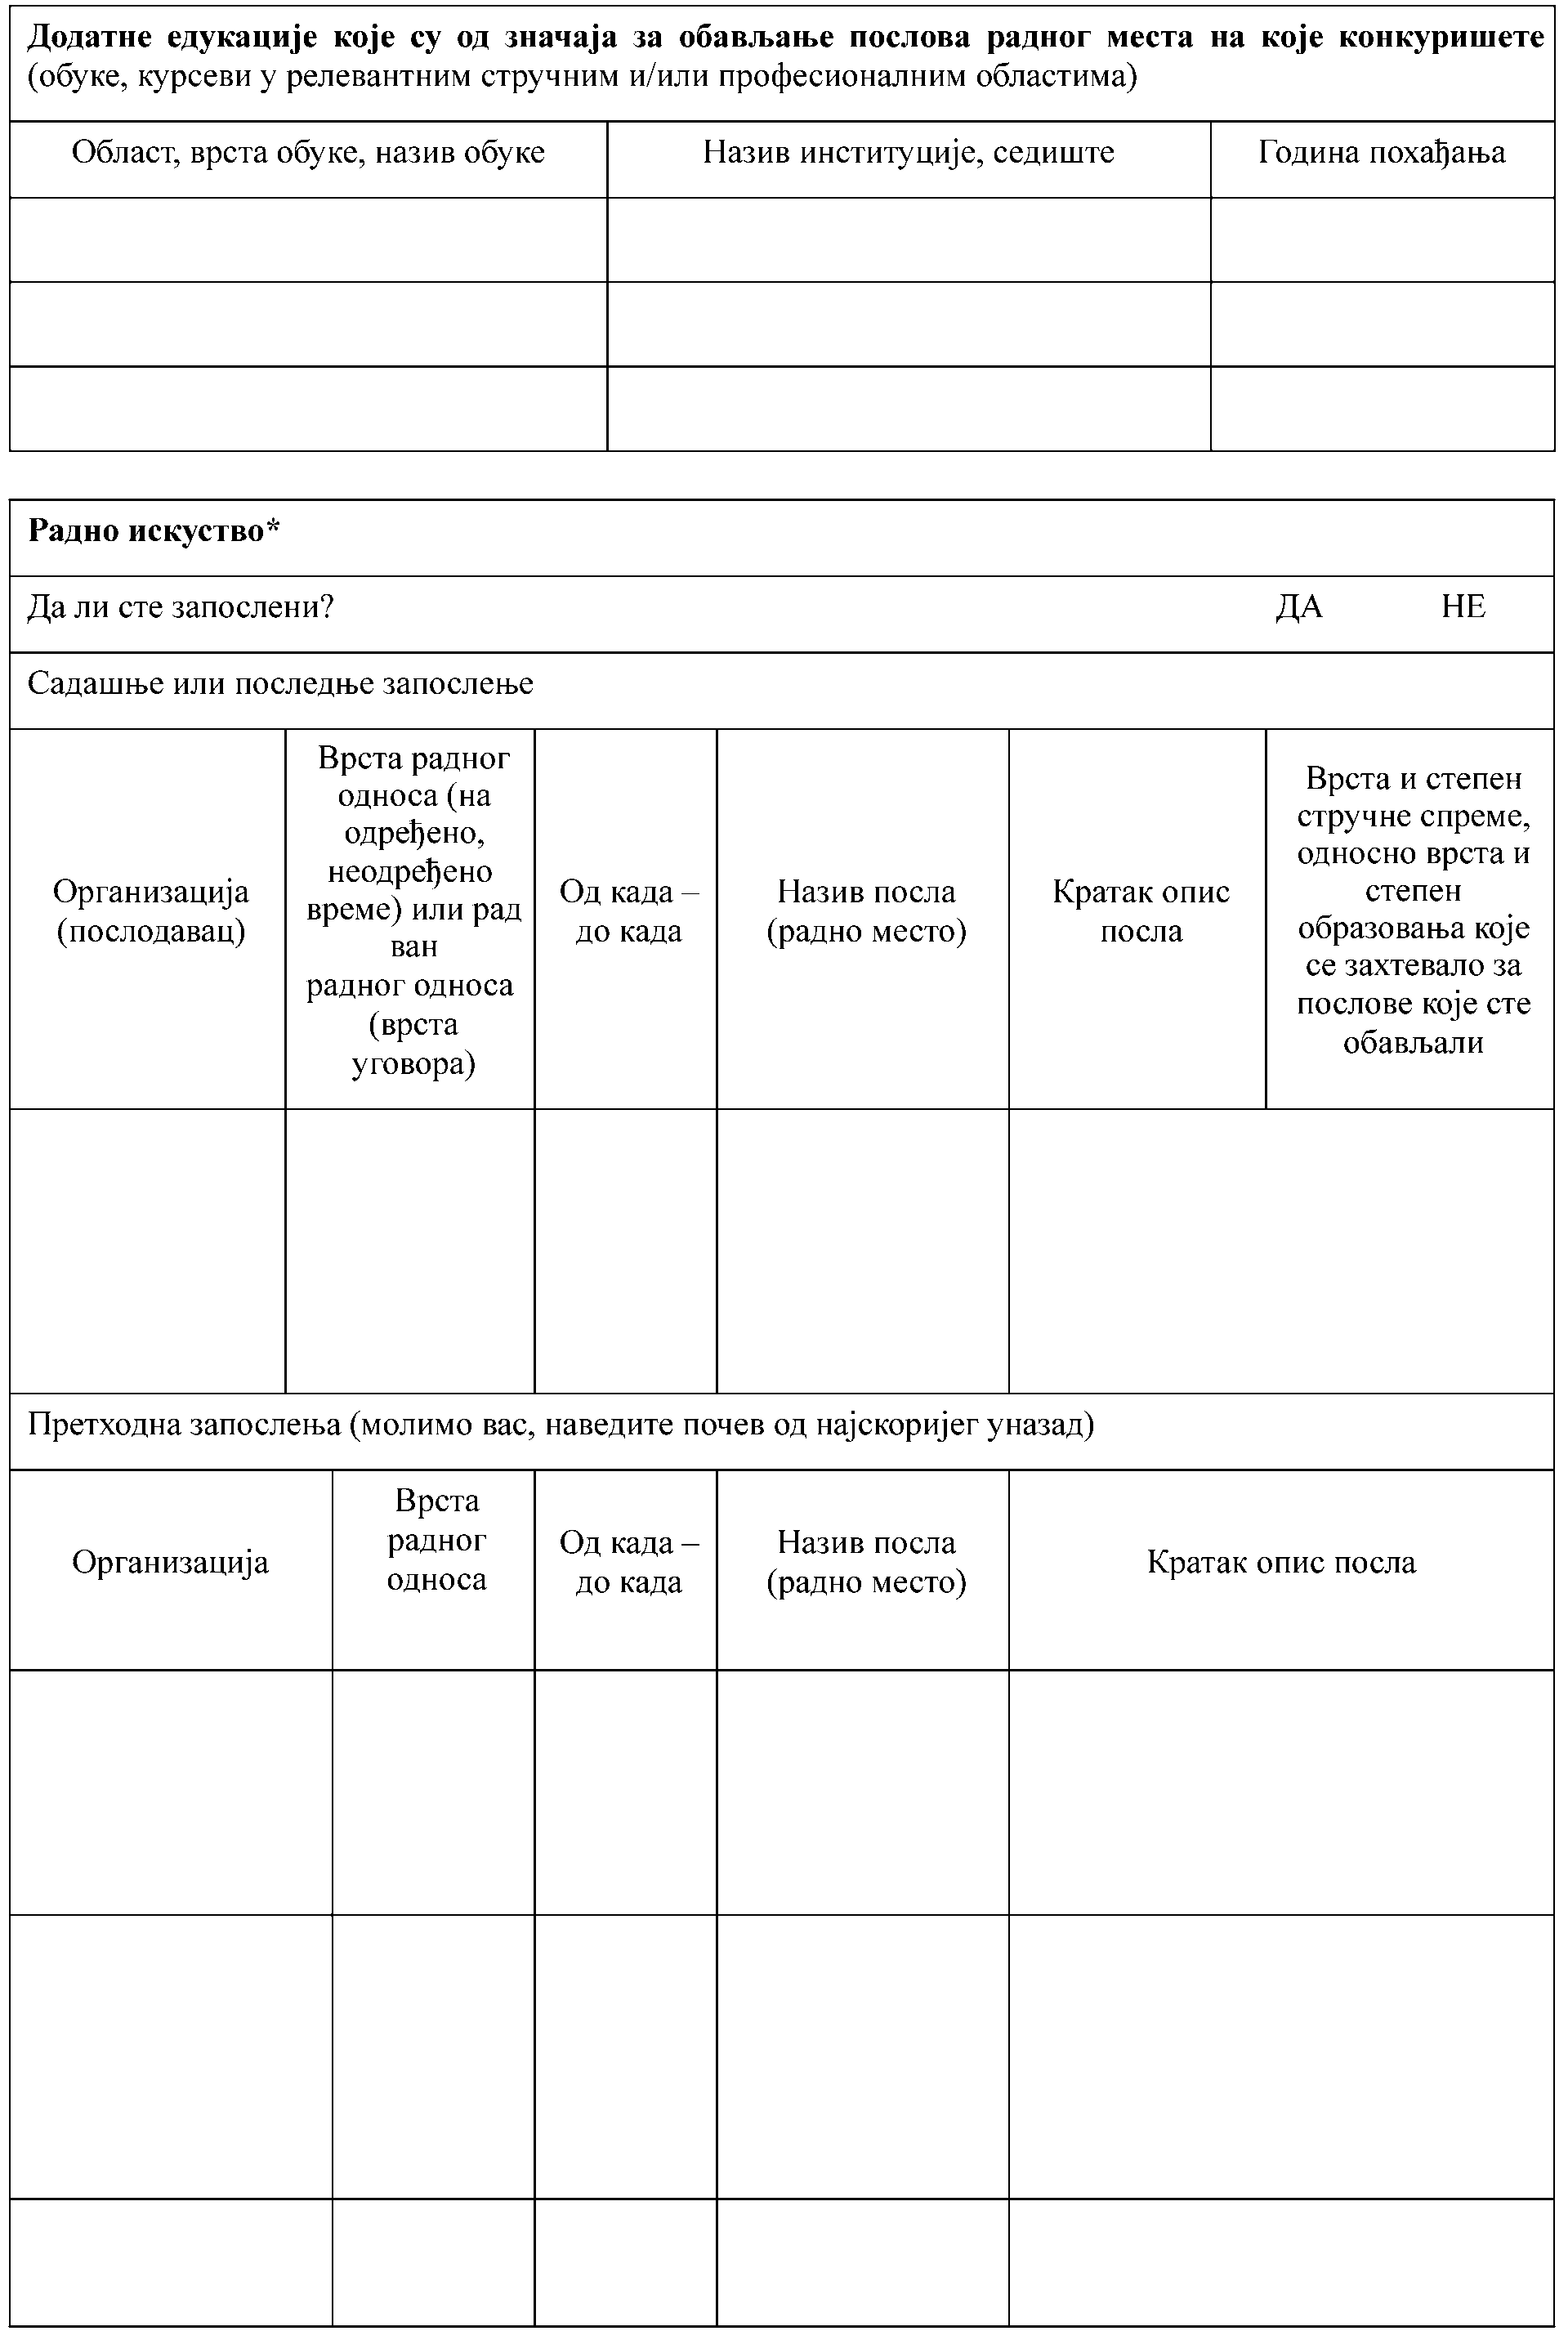 Додатне едукације које су од значаја за обављање послова радног места на које конкуришете
(обуке, курсеви у релевантним стручним и/или професионалним областима)
Област, врста обуке, назив обуке
Назив институције, седиште
Година похађања
Радно искуство*
Да ли сте запослени? ДА НЕ
Садашње или последње запослење
Организација
(послодавац)
Врста радног
односа (на
одређено,
неодређено
време) или рад
ван
радног односа
(врста
уговора)
Од када –
до када
Назив посла
(радно место)
Кратак опис
посла
Врста и степен
стручне спреме,
односно врста и
степен
образовања које
се захтевало за
послове које сте
обављали
Претходна запослења (молимо вас, наведите почев од најскоријег уназад)
Организација
Врста
радног
односа
Од када –
до када
Назив посла
(радно место)
Кратак опис посла